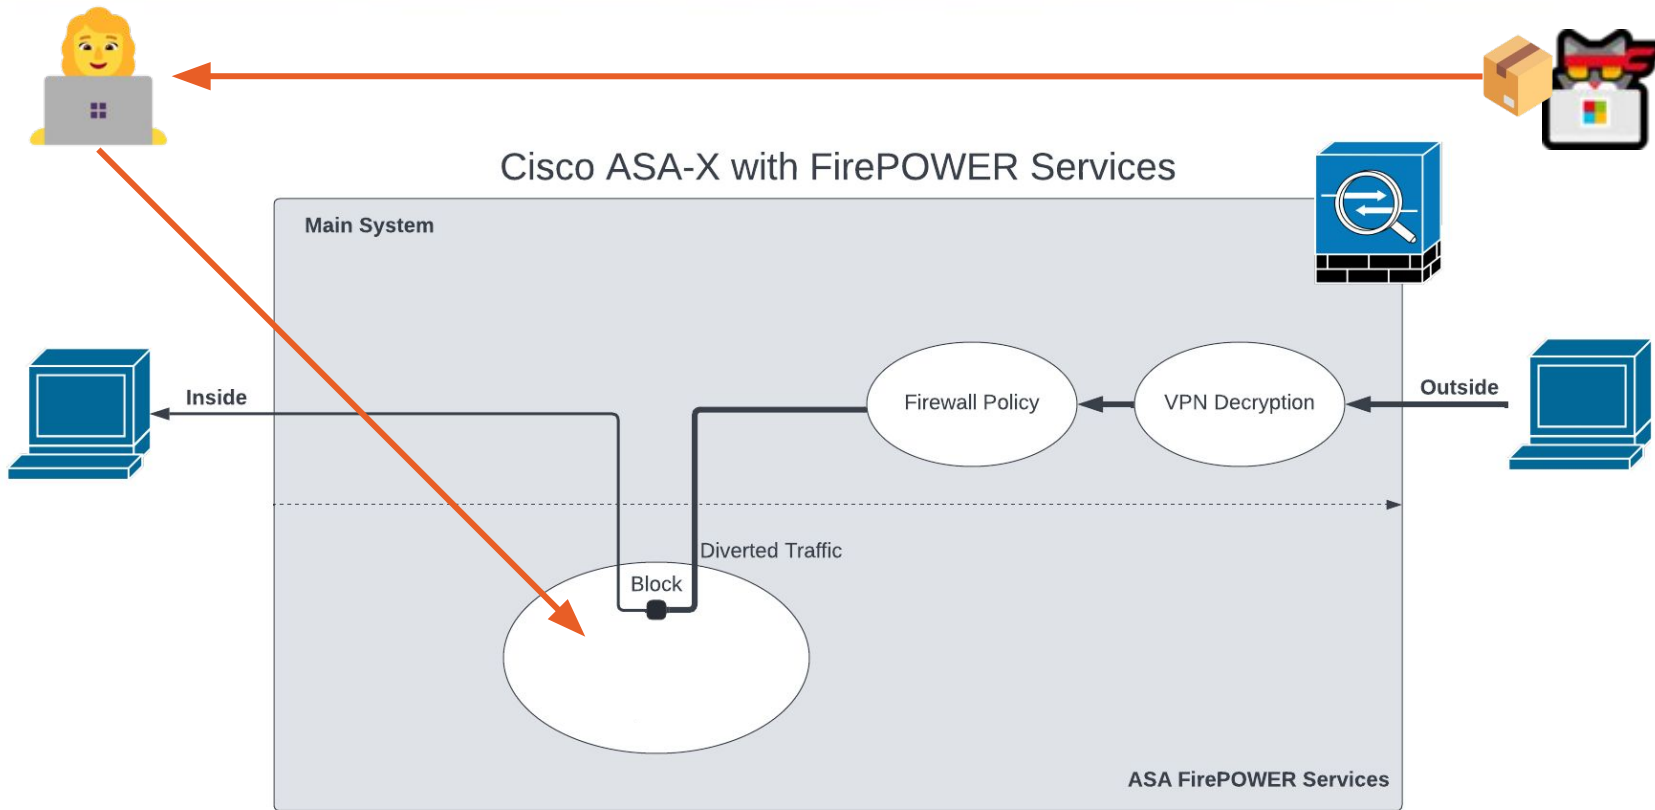 Cisco ASA-X with FirePOWER Services
Main System
Inside
Firewall Policy
VPN Decryption
Outside
Diverted Traffic
Block
ASA FirePOWER Services